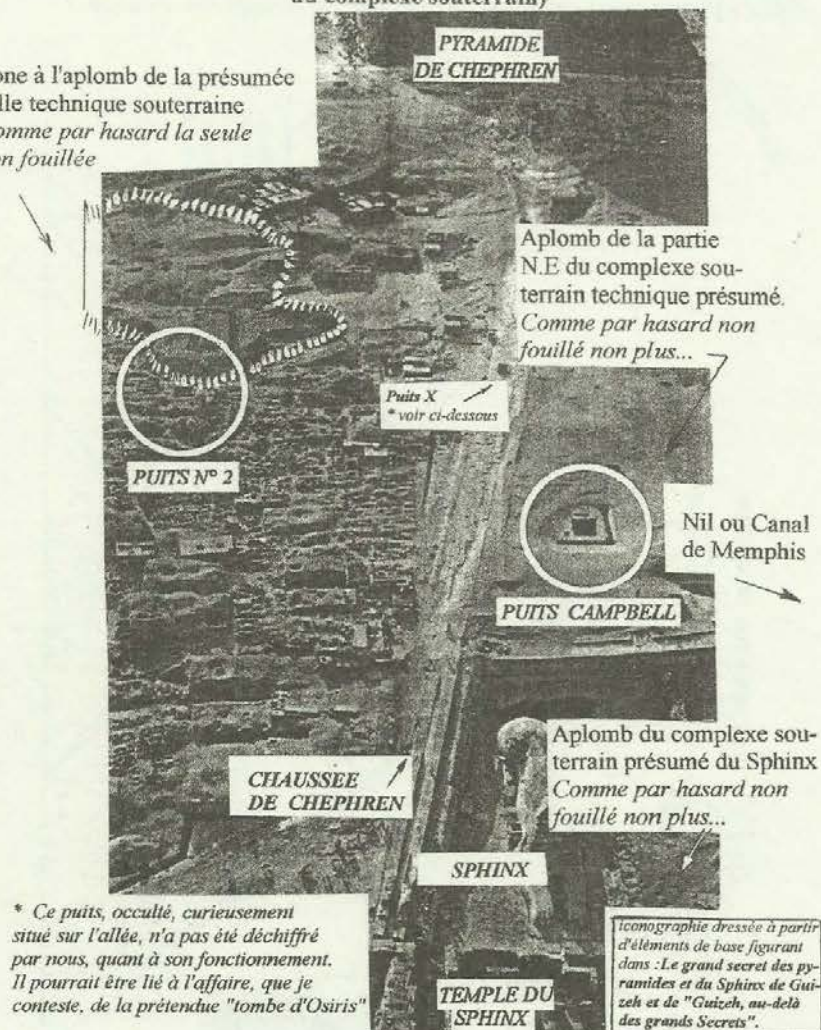 au complexe souterrain)
PYRAMIDE
DE CHEPHREN
one à l'aplomb de la présumée
lle technique souterraine
omme par hasard la seule
n fouillée
Aplomb de la partie
N.E du complexe sou-
terrain technique présumé.
Comme par hasard non
fouillé non plus...
Puits X
* voir ci-dessous
PUITS N° 2
Nil ou Canal
de Memphis
PUITS CAMPBELL
Aplomb du complexe sou-
terrain présumé du Sphinx
Comme par hasard non
fouillé non plus...
CHAUSSEE
DE CHEPHREN
SPHINX
* Ce puits, occulté, curieusement
situé sur l'allée, n'a pas été déchiffré
par nous, quant à son fonctionnement.
Il pourrait être lié à l'affaire, que je
conteste, de la prétendue "tombe d'Osiris"
TEMPLE DU
SPHINX
iconographie dressée à partir
d'éléments de base figurant
dans :Le grand secret des py-
ramides et du Sphinx de Gui-
zeh et de "Guizeh, au-delà
des grands Secrets".